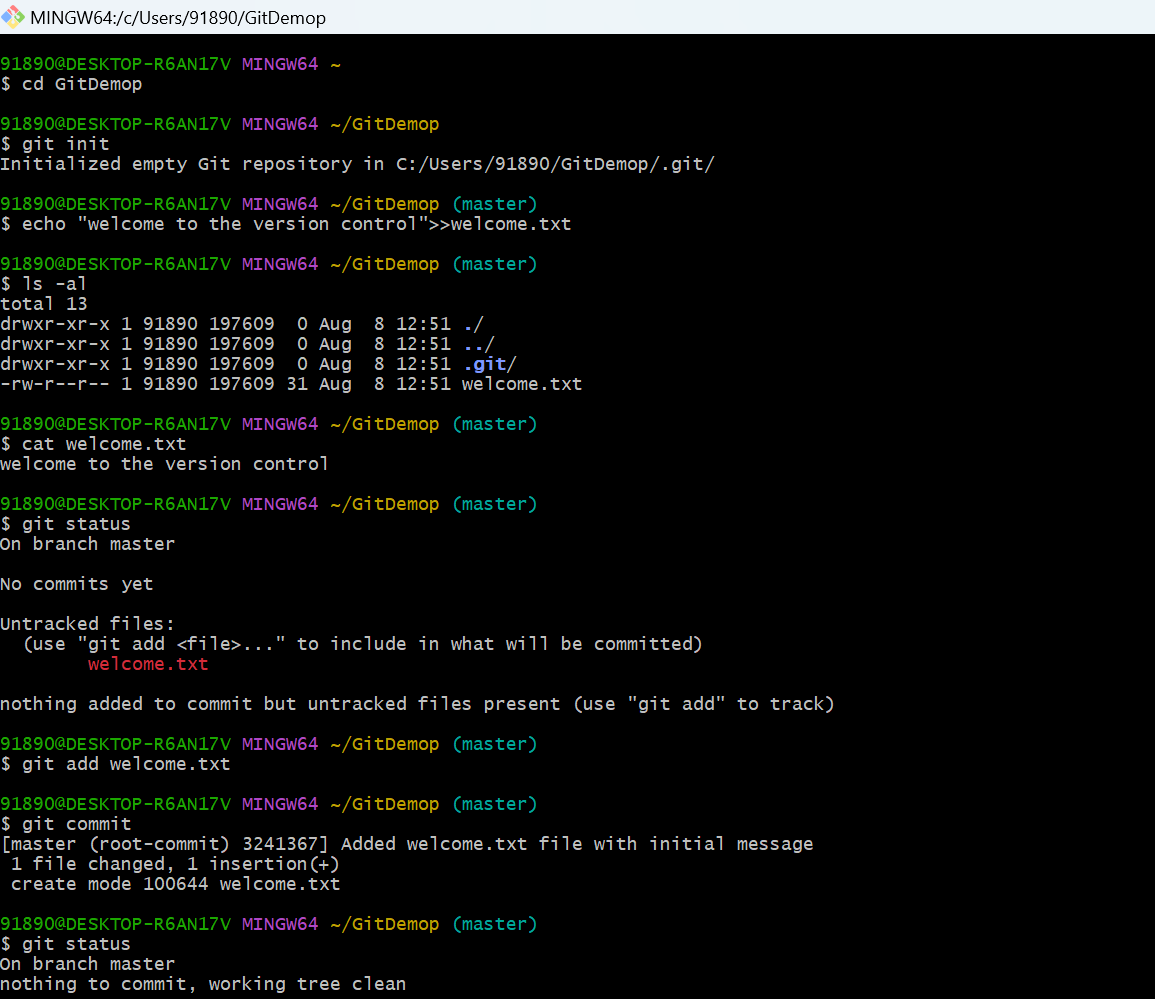 MINGW64:/c/Users/91890/GitDemop
91890@DESKTOP-R6AN17V MINGW64 ~
$ cd GitDemop
91890@DESKTOP-R6AN17V MINGW64 ~/GitDemop
$ git init
Initialized empty Git repository in C:/Users/91890/GitDemop/.git/
91890@DESKTOP-R6AN17V MINGW64 ~/GitDemop (master)
$ echo "welcome to the version control">>welcome.txt
91890@DESKTOP-R6AN17V MINGW64 ~/GitDemop (master)
$ ls -al
total 13
drwxr-xr-x 1 91890 197609  0 Aug  8 12:51 ./
drwxr-xr-x 1 91890 197609  0 Aug  8 12:51 ../
drwxr-xr-x 1 91890 197609  0 Aug  8 12:51 .git/
-rw-r--r-- 1 91890 197609 31 Aug  8 12:51 welcome.txt
91890@DESKTOP-R6AN17V MINGW64 ~/GitDemop (master)
$ cat welcome.txt
welcome to the version control
91890@DESKTOP-R6AN17V MINGW64 ~/GitDemop (master)
$ git status
On branch master
No commits yet
Untracked files:
  (use "git add <file>..." to include in what will be committed)
        welcome.txt
nothing added to commit but untracked files present (use "git add" to track)
91890@DESKTOP-R6AN17V MINGW64 ~/GitDemop (master)
$ git add welcome.txt
91890@DESKTOP-R6AN17V MINGW64 ~/GitDemop (master)
$ git commit
[master (root-commit) 3241367] Added welcome.txt file with initial message
 1 file changed, 1 insertion(+)
 create mode 100644 welcome.txt
91890@DESKTOP-R6AN17V MINGW64 ~/GitDemop (master)
$ git status
On branch master
nothing to commit, working tree clean